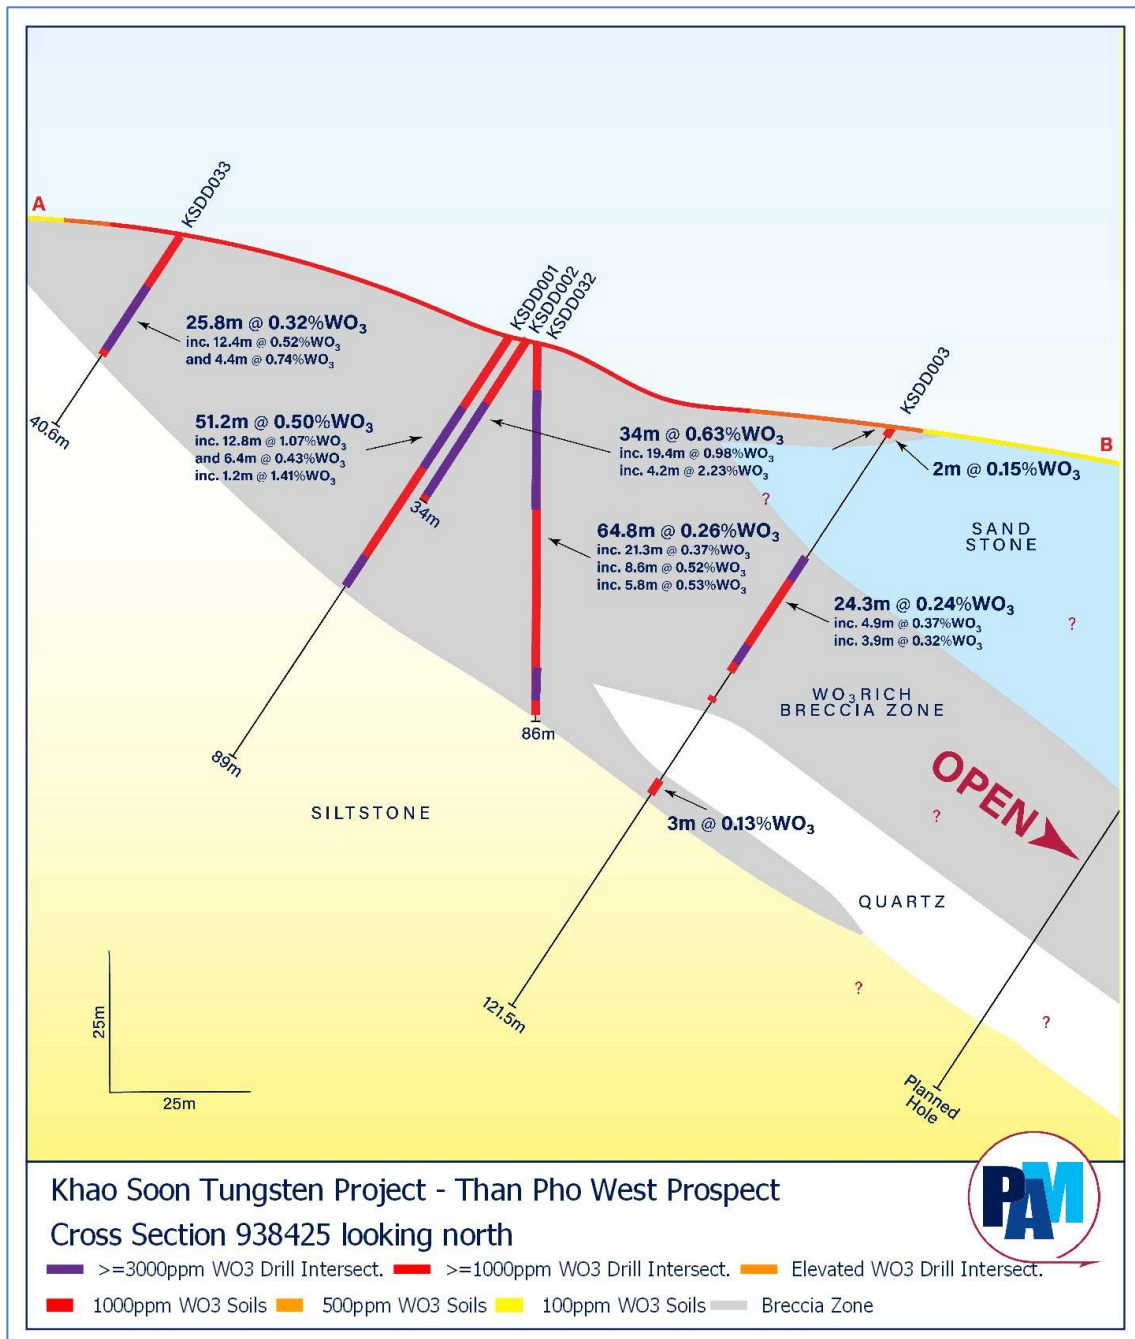 A
KSDD033
KSDD001
KSDD002
KSDD032
KSDD003
B
25.8m @ 0.32%WO₃
inc. 12.4m @ 0.52%WO₃
and 4.4m @ 0.74%WO₃
40.6m
51.2m @ 0.50%WO₃
inc. 12.8m @ 1.07%WO₃
and 6.4m @ 0.43%WO₃
inc. 1.2m @ 1.41%WO₃
34m @ 0.63%WO₃
inc. 19.4m @ 0.98%WO₃
inc. 4.2m @ 2.23%WO₃
2m @ 0.15%WO₃
?
34m
SAND
STONE
64.8m @ 0.26%WO₃
inc. 21.3m @ 0.37%WO₃
inc. 8.6m @ 0.52%WO₃
inc. 5.8m @ 0.53%WO₃
24.3m @ 0.24%WO₃
inc. 4.9m @ 0.37%WO₃
inc. 3.9m @ 0.32%WO₃
?
WO₃RICH
BRECCIA ZONE
86m
89m
OPEN
SILTSTONE
3m @ 0.13%WO₃
?
QUARTZ
?
?
121.5m
25m
25m
Planned
Hole
Khao Soon Tungsten Project - Than Pho West Prospect
Cross Section 938425 looking north
PAM
>=3000ppm WO3 Drill Intersect. >=1000ppm WO3 Drill Intersect. Elevated WO3 Drill Intersect.
1000ppm WO3 Soils 500ppm WO3 Soils 100ppm WO3 Soils Breccia Zone